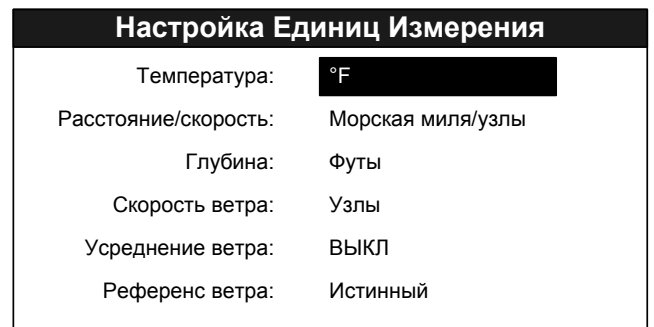 Настройка Единиц Измерения
Температура: °F
Расстояние/скорость: Морская миля/узлы
Глубина: Футы
Скорость ветра: Узлы
Усреднение ветра: ВЫКЛ
Референс ветра: Истинный